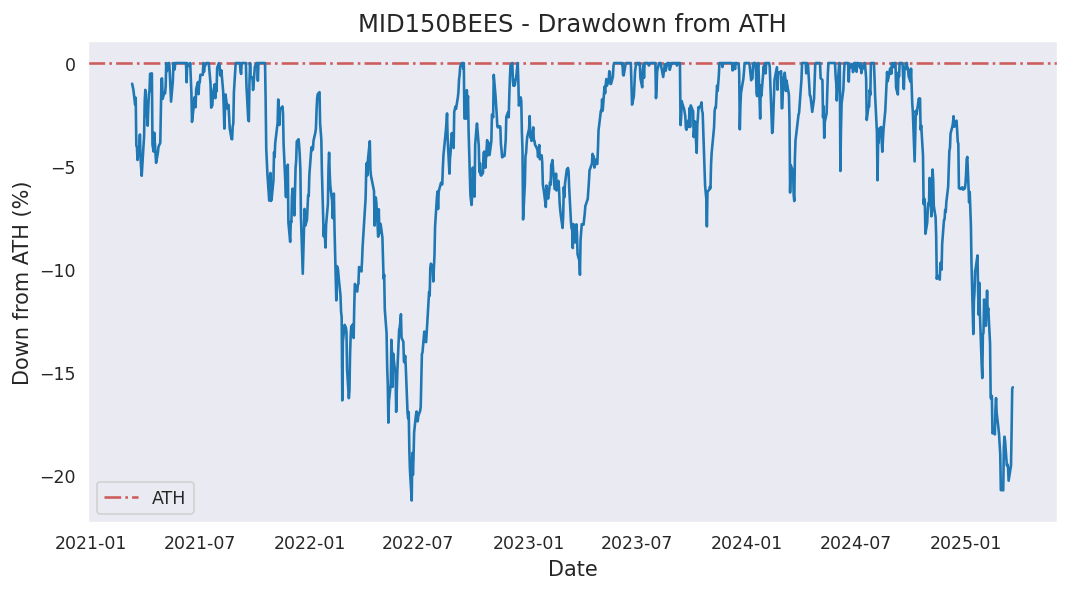 MID150BEES - Drawdown from ATH
Down from ATH (%)
0
−5
−10
−15
−20
ATH
2021-01 2021-07 2022-01 2022-07 2023-01 2023-07 2024-01 2024-07 2025-01
Date